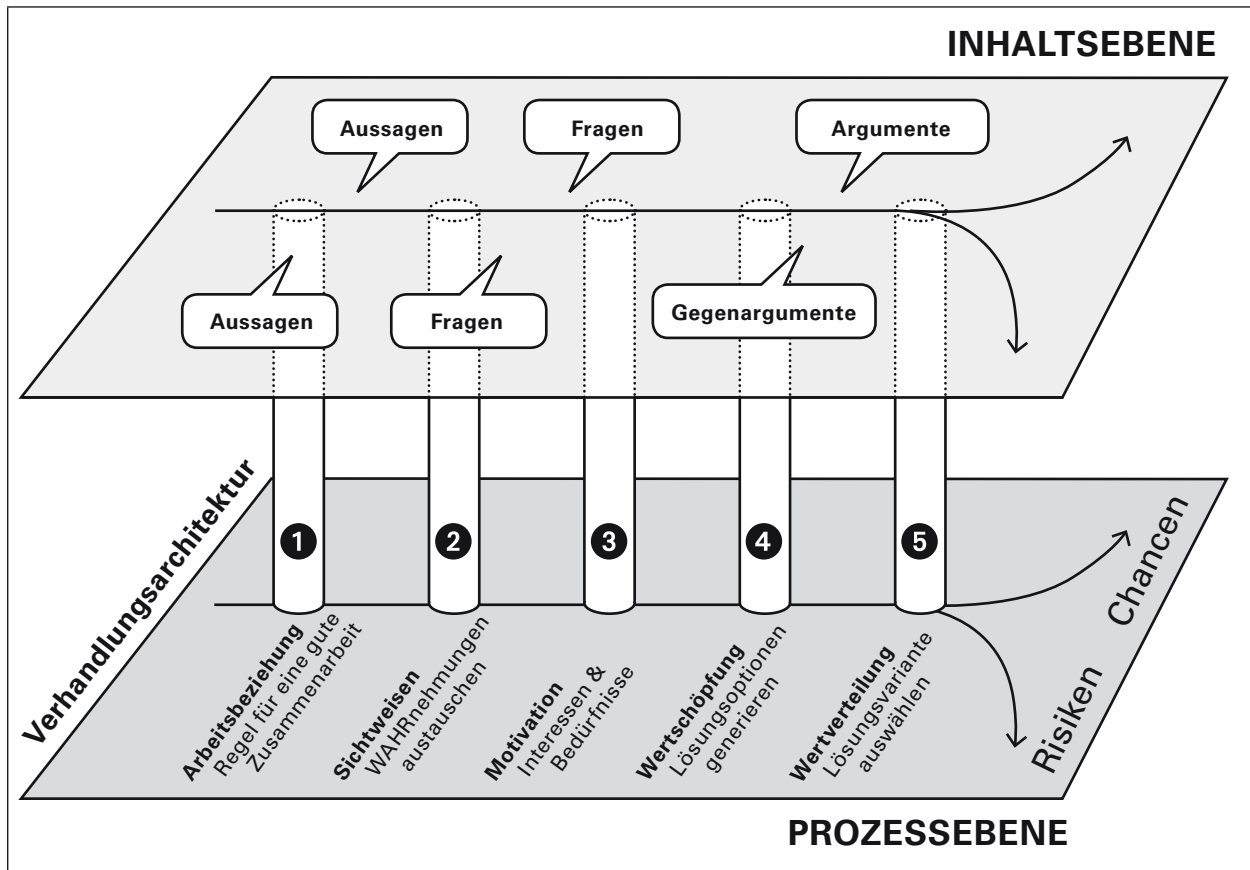 INHALTSEBENE
Aussagen
Fragen
Argumente
Aussagen
Fragen
Gegenargumente
Verhandlungsarchitektur
1
2
3
4
5
Arbeitsbeziehung
Regel für eine gute
Zusammenarbeit
Sichtweisen
WAHRnehmungen
austauschen
Motivation
Interessen &
Bedürfnisse
Wertschöpfung
Lösungsoptionen
generieren
Wertverteilung
Lösungsvariante
auswählen
Chancen
Risiken
PROZESSEBENE